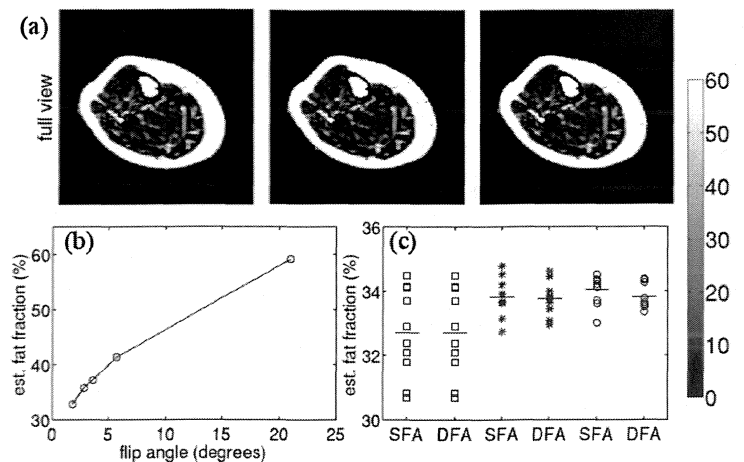 (a)
full view
60
50
40
30
20
10
0
(b)
est. fat fraction (%)
60
50
40
30
0 5 10 15 20 25
flip angle (degrees)
(c)
est. fat fraction (%)
36
34
32
30
SFA DFA SFA DFA SFA DFA